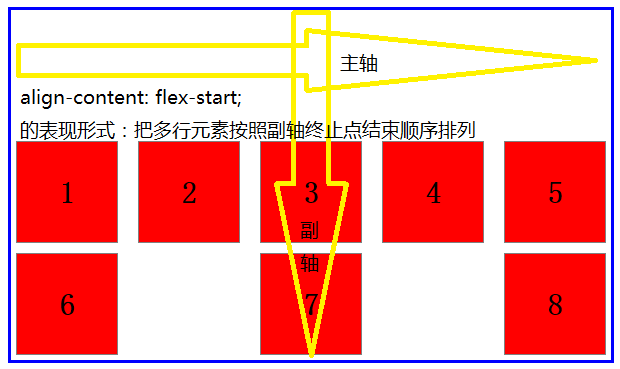 主轴
align-content: flex-start;
的表现形式：把多行元素按照副轴终止点结束顺序排列
1 2 3 4 5
副
轴
6 7 8